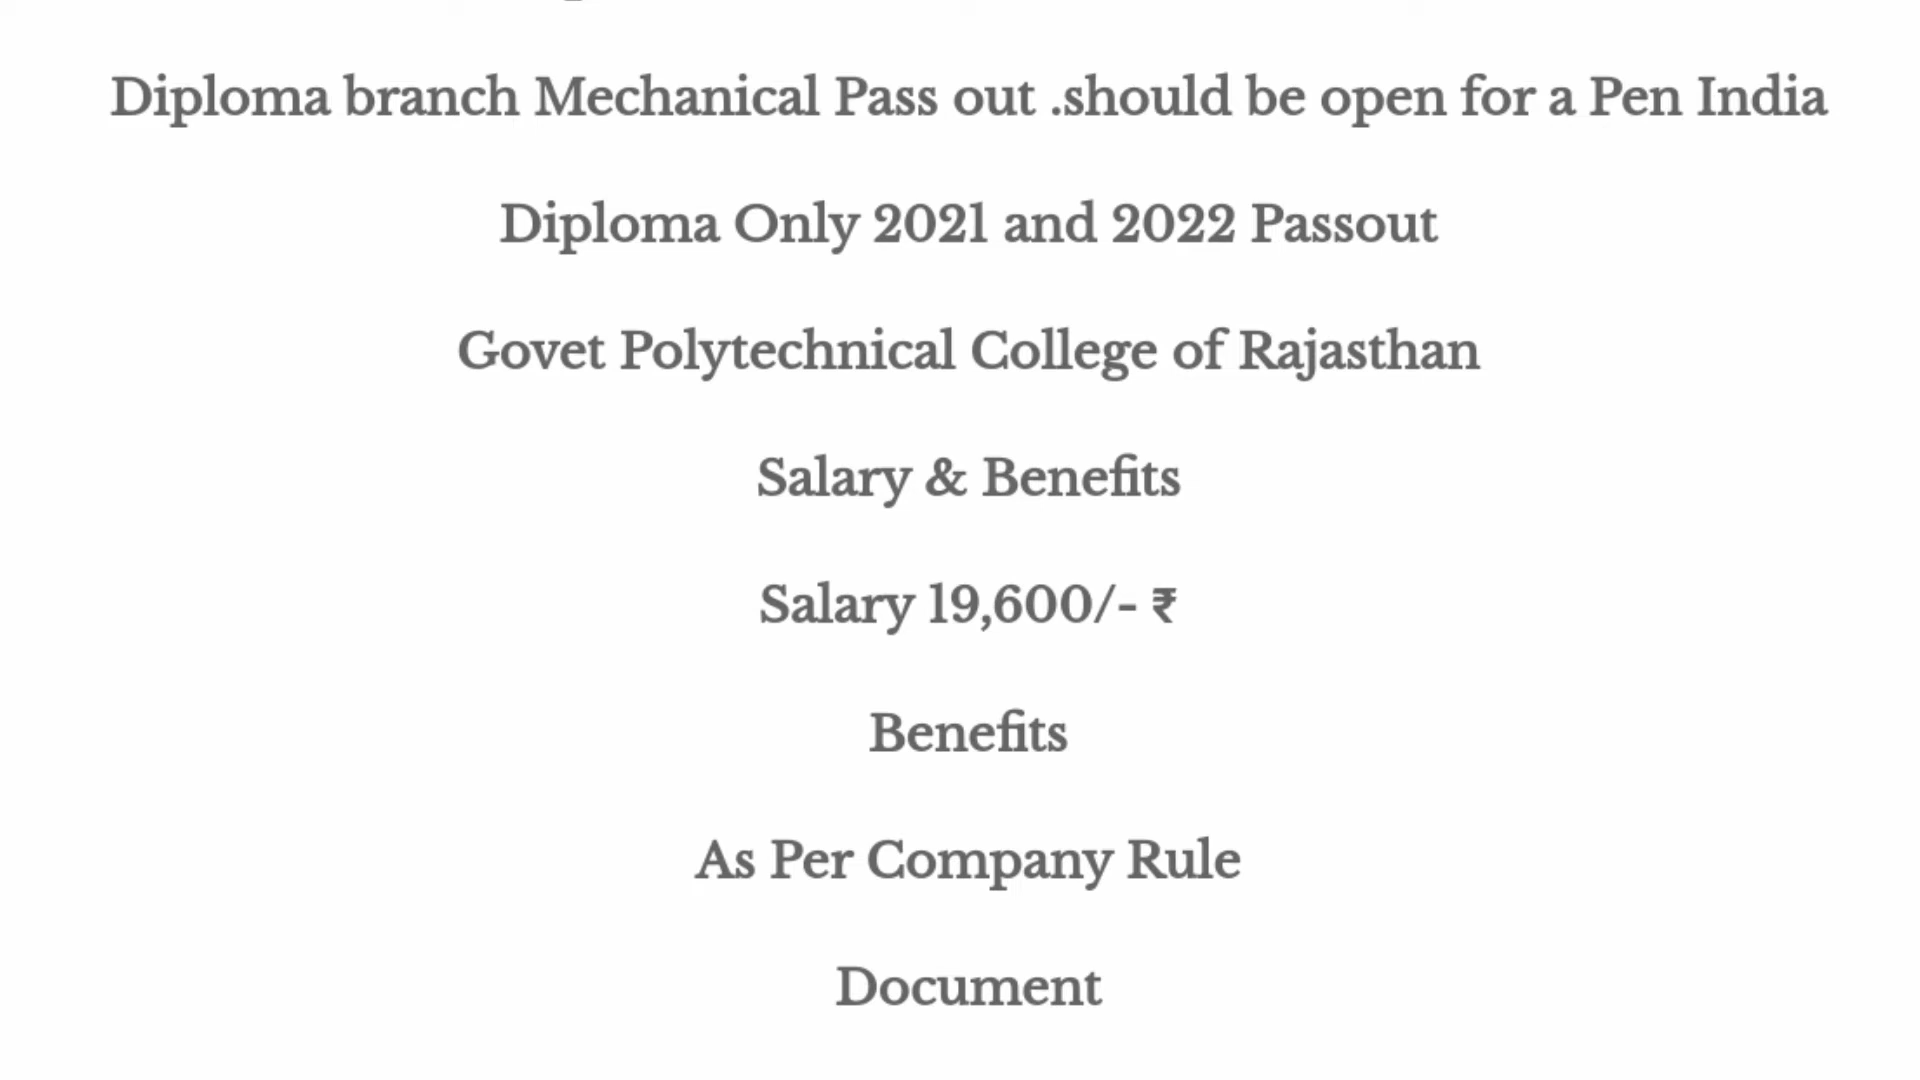 Diploma branch Mechanical Pass out .should be open for a Pen India
Diploma Only 2021 and 2022 Passout
Govet Polytechnical College of Rajasthan
Salary & Benefits
Salary 19,600/- ₹
Benefits
As Per Company Rule
Document